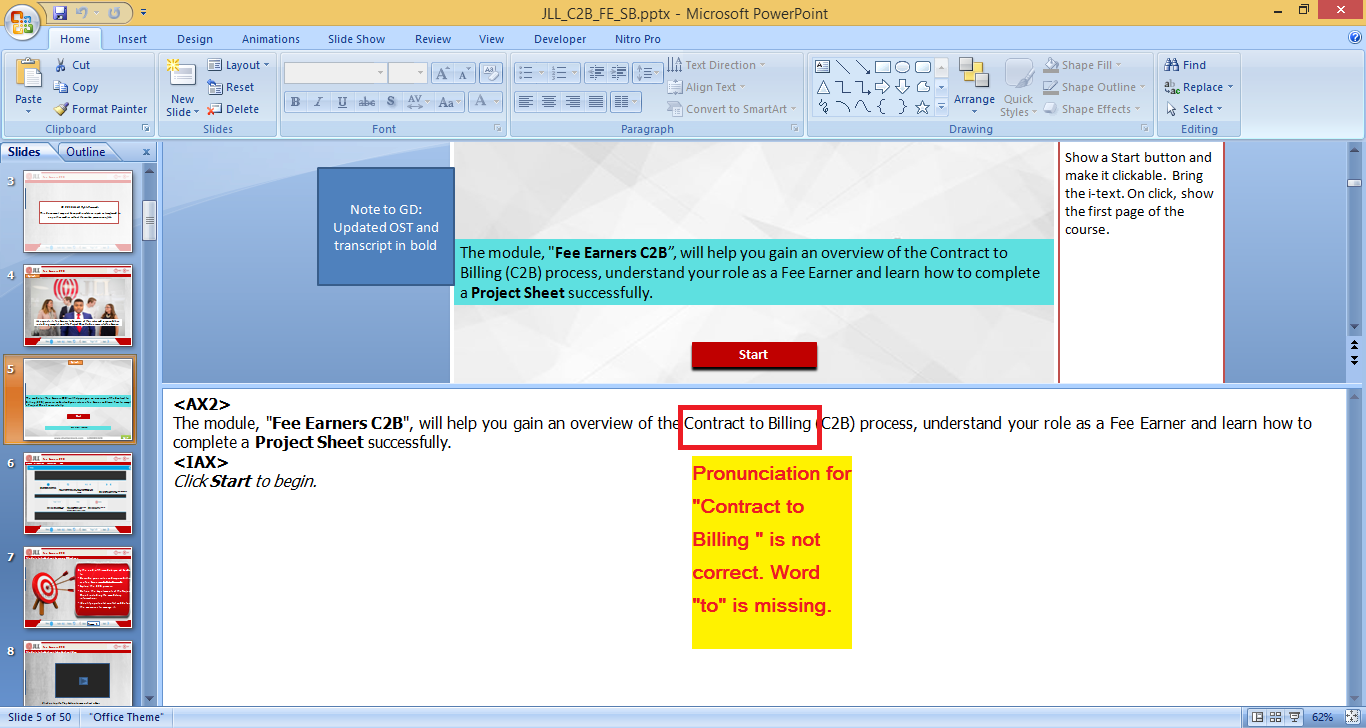 JLL_C2B_FE_SB.pptx - Microsoft PowerPoint
Home Insert Design Animations Slide Show Review View Developer Nitro Pro
Paste
Cut
Copy
Format Painter
Clipboard
New
Slide
Layout
Reset
Delete
Slides
B I U abc S AV Aa A
Font
Text Direction
Align Text
Convert to SmartArt
Paragraph
Arrange
Quick
Styles
Shape Fill
Shape Outline
Shape Effects
Drawing
Find
Replace
Select
Editing
Slides Outline x
3
4
5
6
7
8
Note to GD:
Updated OST and
transcript in bold
The module, "Fee Earners C2B”, will help you gain an overview of the Contract to
Billing (C2B) process, understand your role as a Fee Earner and learn how to complete
a Project Sheet successfully.
Start
Show a Start button and
make it clickable. Bring
the i-text. On click, show
the first page of the
course.
<AX2>
The module, "Fee Earners C2B", will help you gain an overview of the Contract to Billing (C2B) process, understand your role as a Fee Earner and learn how to
complete a Project Sheet successfully.
<IAX>
Click Start to begin.
Pronunciation for
"Contract to
Billing " is not
correct. Word
"to" is missing.
Slide 5 of 50 "Office Theme" 62%